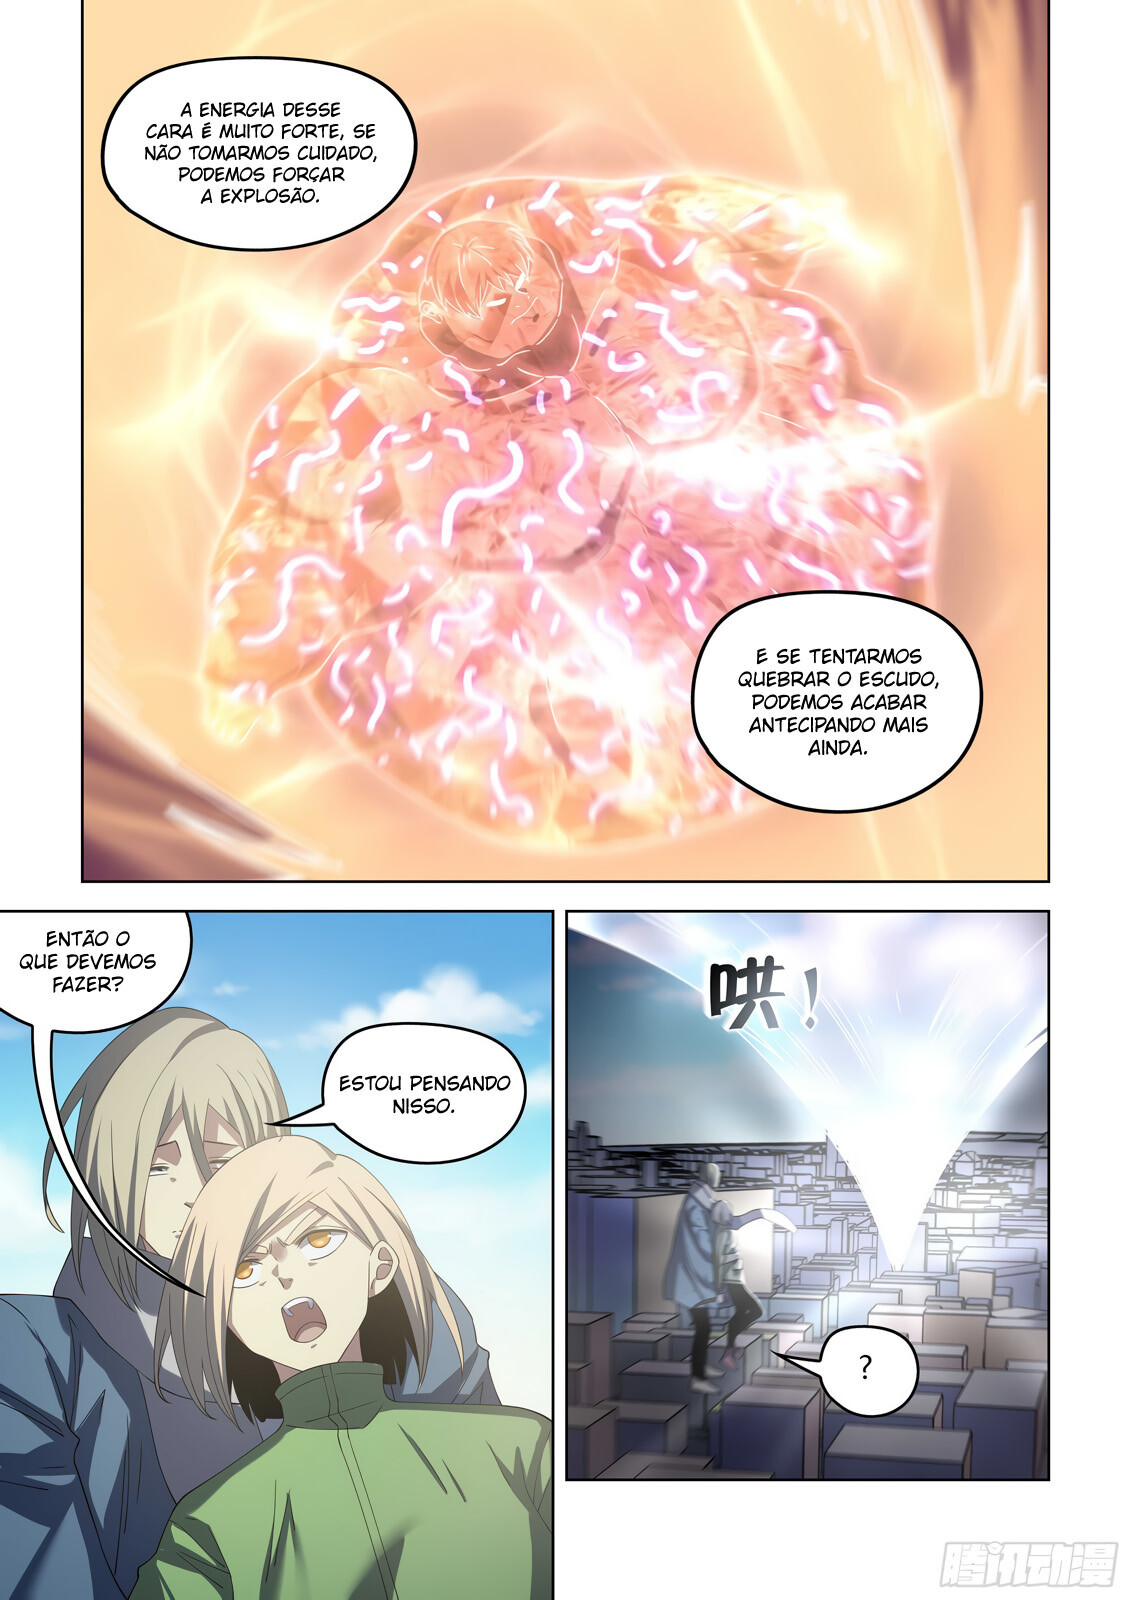 A ENERGIA DESSE
CARA É MUITO FORTE, SE
NÃO TOMARMOS CUIDADO,
PODEMOS FORÇAR
A EXPLOSÃO.
E SE TENTARMOS
QUEBRAR O ESCUDO,
PODEMOS ACABAR
ANTECIPANDO MAIS
AINDA.
ENTÃO O
QUE DEVEMOS
FAZER?
ESTOU PENSANDO
NISSO.
哄！
?
腾讯动漫